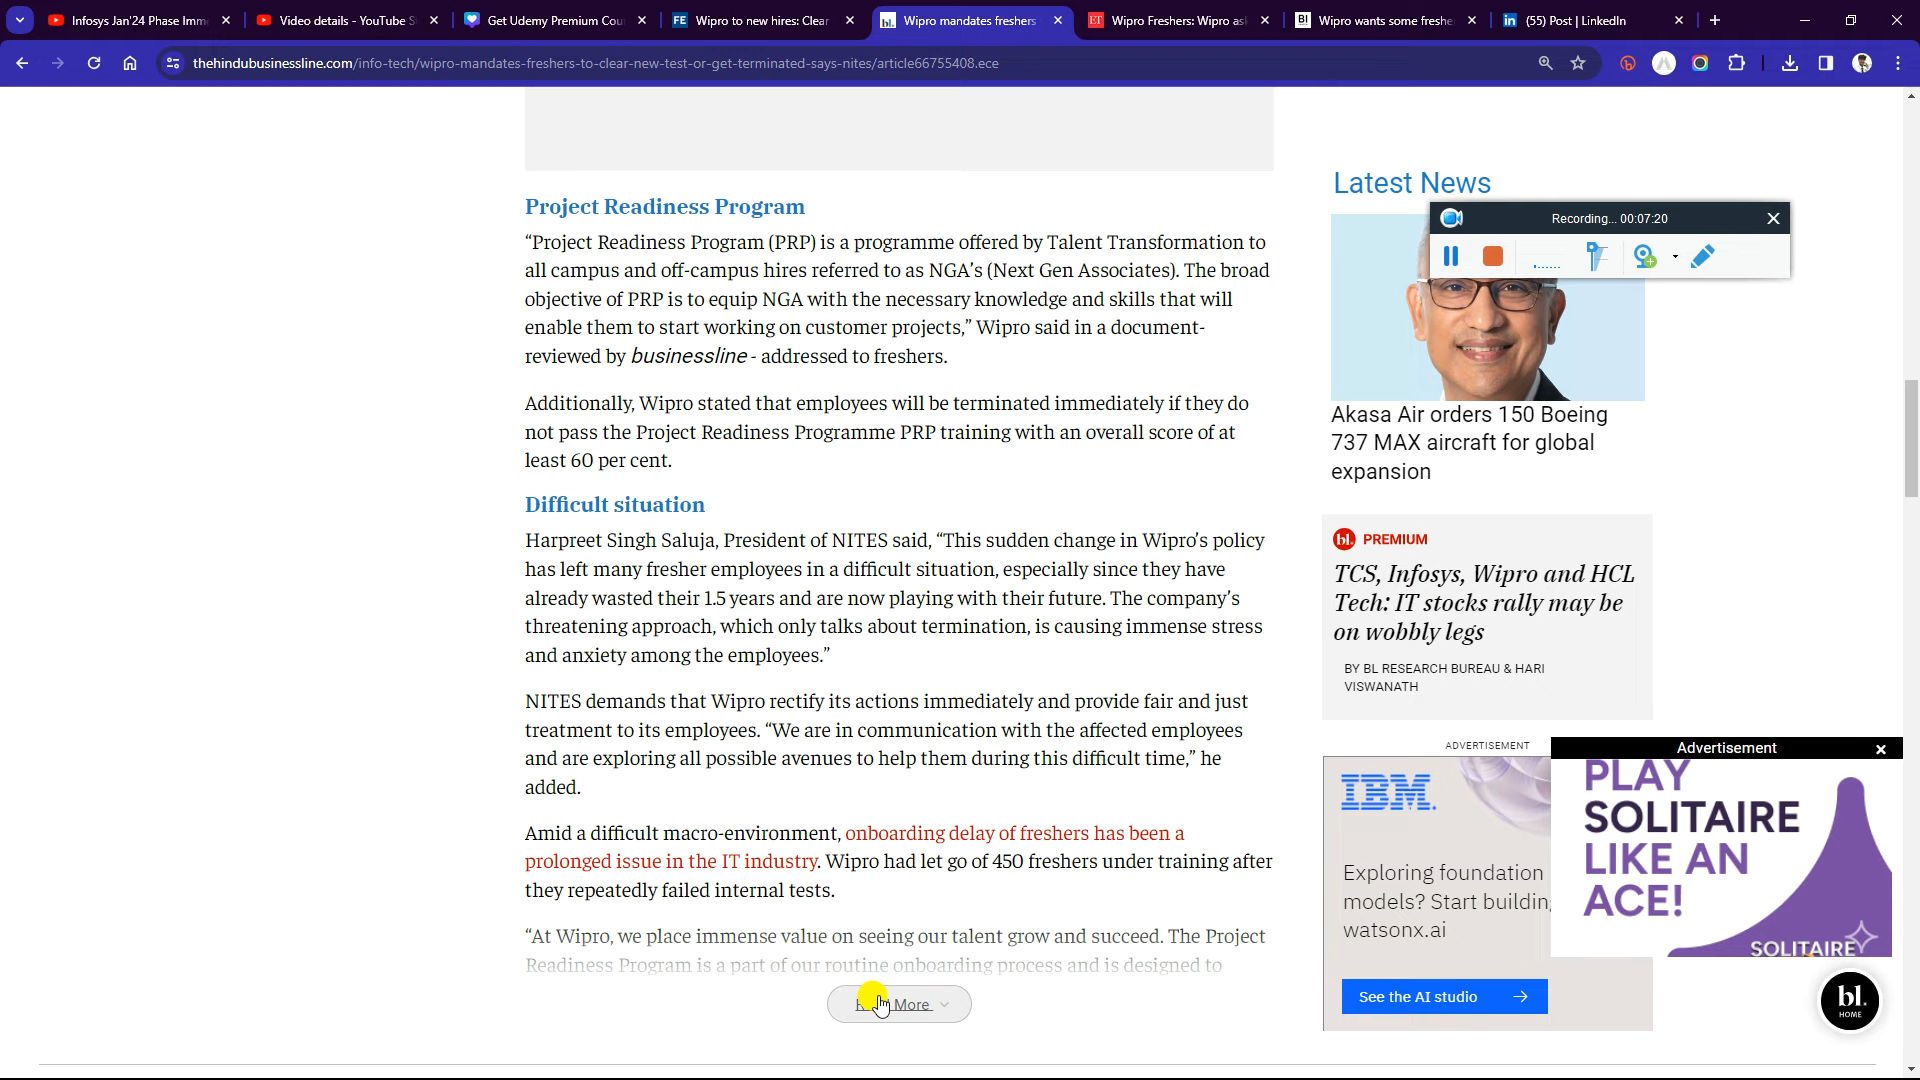 Infosys Jan'24 Phase Imm
Video details - YouTube S
Get Udemy Premium Cou
FE Wipro to new hires: Clear
bl. Wipro mandates freshers
ET Wipro Freshers: Wipro as
BI Wipro wants some freshe
in (55) Post | LinkedIn
thehindubusinessline.com/info-tech/wipro-mandates-freshers-to-clear-new-test-or-get-terminated-says-nites/article66755408.ece
Project Readiness Program
“Project Readiness Program (PRP) is a programme offered by Talent Transformation to
all campus and off-campus hires referred to as NGA’s (Next Gen Associates). The broad
objective of PRP is to equip NGA with the necessary knowledge and skills that will
enable them to start working on customer projects,” Wipro said in a document-
reviewed by businessline - addressed to freshers.
Additionally, Wipro stated that employees will be terminated immediately if they do
not pass the Project Readiness Programme PRP training with an overall score of at
least 60 per cent.
Difficult situation
Harpreet Singh Saluja, President of NITES said, “This sudden change in Wipro’s policy
has left many fresher employees in a difficult situation, especially since they have
already wasted their 1.5 years and are now playing with their future. The company’s
threatening approach, which only talks about termination, is causing immense stress
and anxiety among the employees.”
NITES demands that Wipro rectify its actions immediately and provide fair and just
treatment to its employees. “We are in communication with the affected employees
and are exploring all possible avenues to help them during this difficult time,” he
added.
Amid a difficult macro-environment, onboarding delay of freshers has been a
prolonged issue in the IT industry. Wipro had let go of 450 freshers under training after
they repeatedly failed internal tests.
“At Wipro, we place immense value on seeing our talent grow and succeed. The Project
Readiness Program is a part of our routine onboarding process and is designed to
More
Latest News
Recording... 00:07:20
Akasa Air orders 150 Boeing
737 MAX aircraft for global
expansion
bl. PREMIUM
TCS, Infosys, Wipro and HCL
Tech: IT stocks rally may be
on wobbly legs
BY BL RESEARCH BUREAU & HARI
VISWANATH
ADVERTISEMENT
IBM.
Exploring foundation
models? Start building
watsonx.ai
See the AI studio
Advertisement
PLAY
SOLITAIRE
LIKE AN
ACE!
SOLITAIRE
bl.
HOME